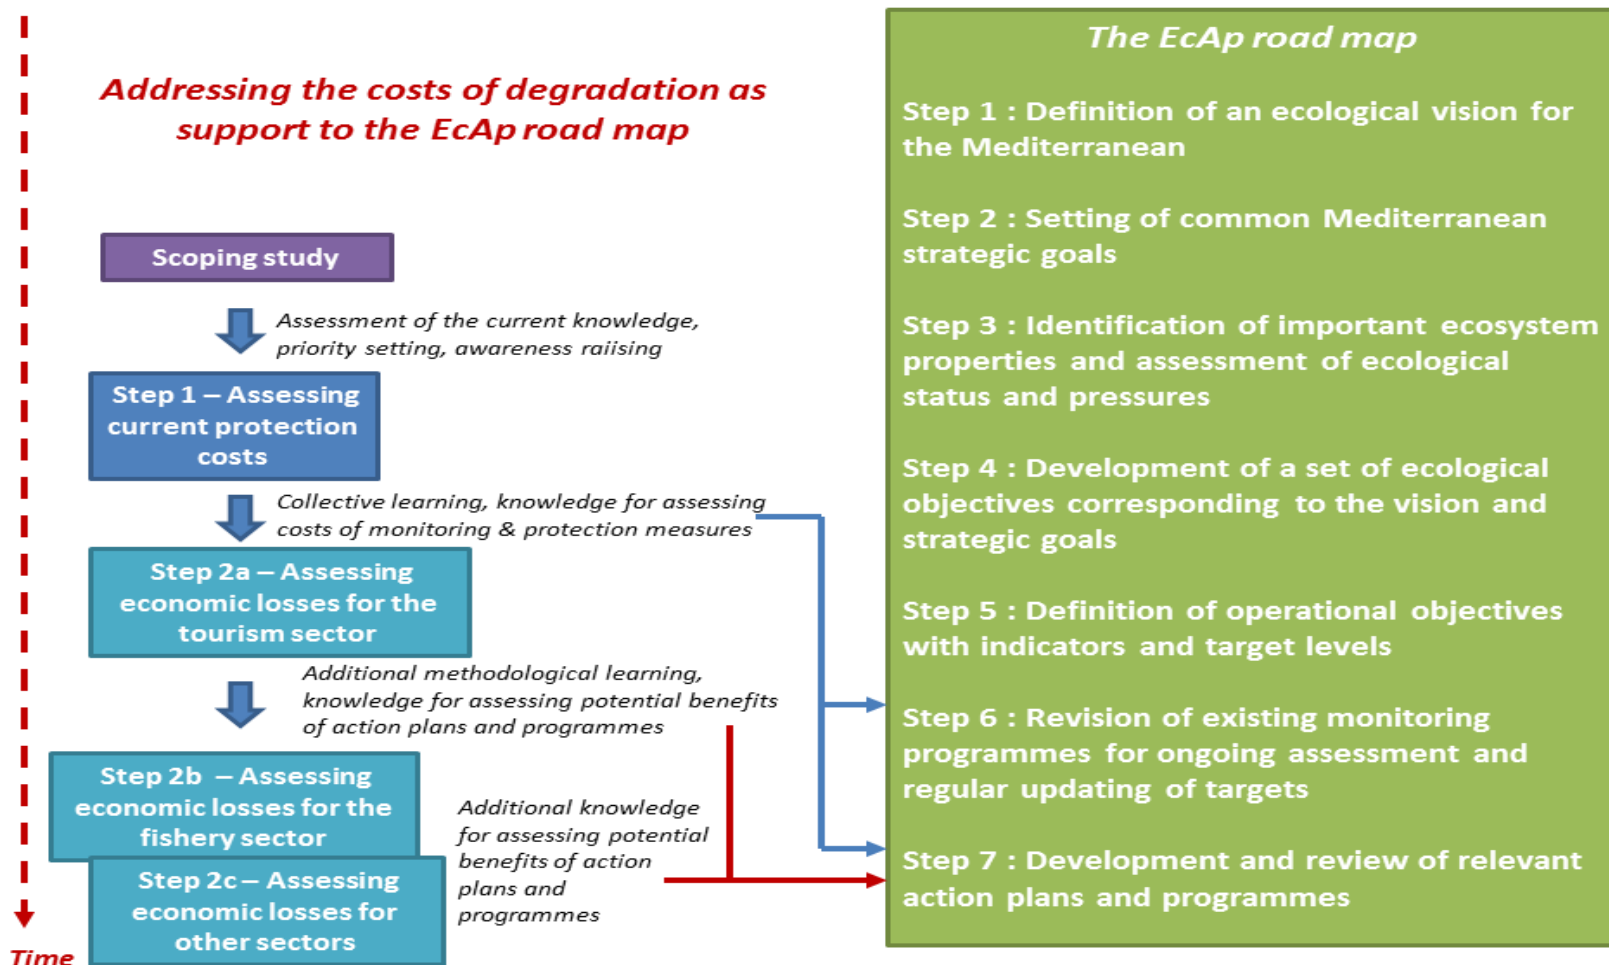 Addressing the costs of degradation as
support to the EcAp road map
Scoping study
Assessment of the current knowledge,
priority setting, awareness raiising
Step 1 – Assessing
current protection
costs
Collective learning, knowledge for assessing
costs of monitoring & protection measures
Step 2a – Assessing
economic losses for the
tourism sector
Additional methodological learning,
knowledge for assessing potential benefits
of action plans and programmes
Step 2b – Assessing
economic losses for the
fishery sector
Additional knowledge
for assessing potential
benefits of action
plans and
programmes
Step 2c – Assessing
economic losses for
other sectors
Time
The EcAp road map
Step 1 : Definition of an ecological vision for
the Mediterranean
Step 2 : Setting of common Mediterranean
strategic goals
Step 3 : Identification of important ecosystem
properties and assessment of ecological
status and pressures
Step 4 : Development of a set of ecological
objectives corresponding to the vision and
strategic goals
Step 5 : Definition of operational objectives
with indicators and target levels
Step 6 : Revision of existing monitoring
programmes for ongoing assessment and
regular updating of targets
Step 7 : Development and review of relevant
action plans and programmes